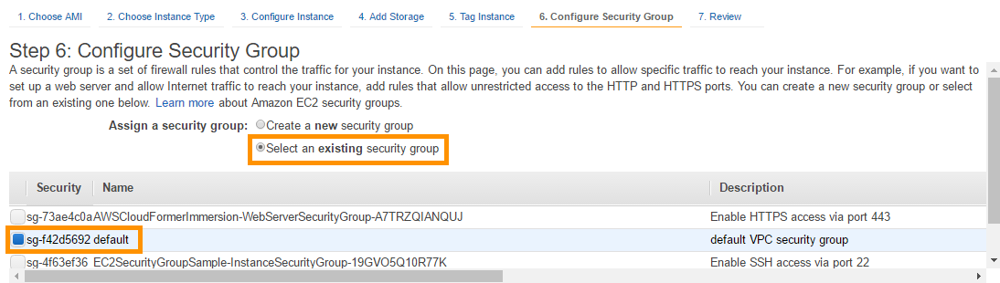 1. Choose AMI 2. Choose Instance Type 3. Configure Instance 4. Add Storage 5. Tag Instance 6. Configure Security Group 7. Review
Step 6: Configure Security Group
A security group is a set of firewall rules that control the traffic for your instance. On this page, you can add rules to allow specific traffic to reach your instance. For example, if you want to
set up a web server and allow Internet traffic to reach your instance, add rules that allow unrestricted access to the HTTP and HTTPS ports. You can create a new security group or select
from an existing one below. Learn more about Amazon EC2 security groups.
Assign a security group: Create a new security group
Select an existing security group
Security Name Description
sg-73ae4c0a AWSCloudFormerImmersion-WebServerSecurityGroup-A7TRZQIANQUJ Enable HTTPS access via port 443
sg-f42d5692 default default VPC security group
sg-4f63ef36 EC2SecurityGroupSample-InstanceSecurityGroup-19GVO5Q10R77K Enable SSH access via port 22